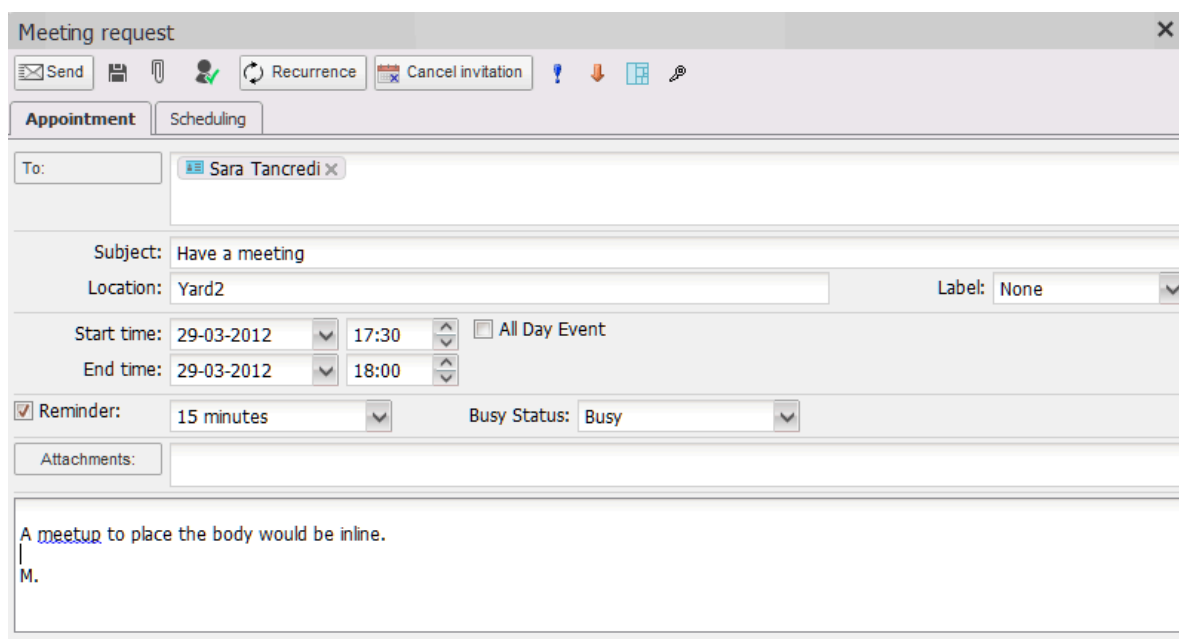 Meeting request
Send Recurrence Cancel invitation
Appointment Scheduling
To: Sara Tancredi
Subject: Have a meeting
Location: Yard2 Label: None
Start time: 29-03-2012 17:30 All Day Event
End time: 29-03-2012 18:00
Reminder: 15 minutes Busy Status: Busy
Attachments:
A meetup to place the body would be inline.
M.